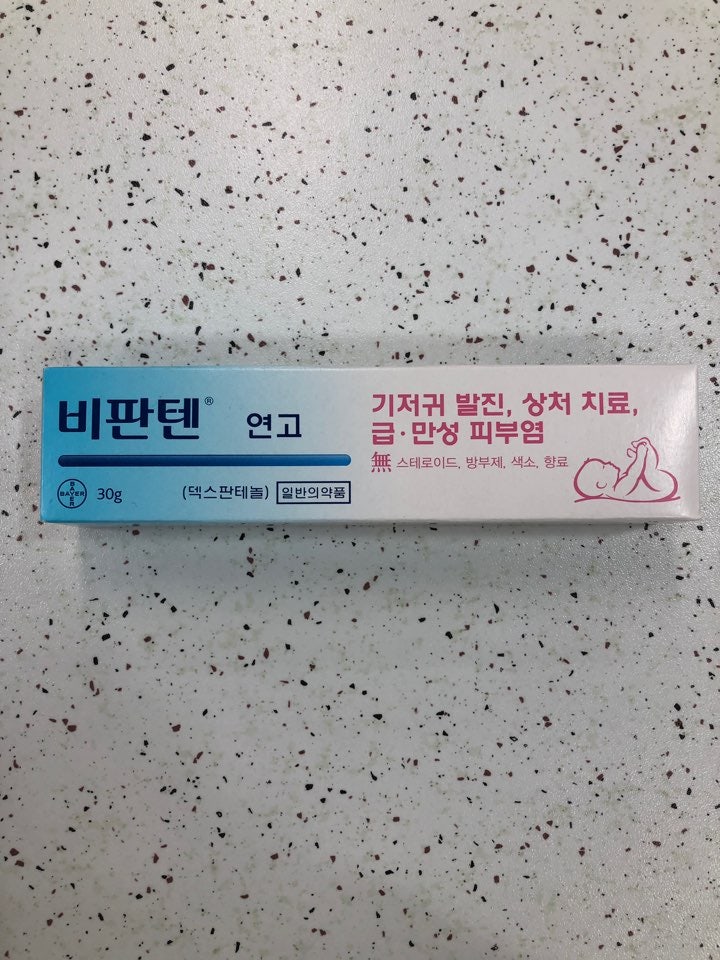 비판텐® 연고
BAYER
BAYER
30g
(덱스판테놀) 일반의약품
기저귀 발진, 상처 치료,
급·만성 피부염
無 스테로이드, 방부제, 색소, 향료